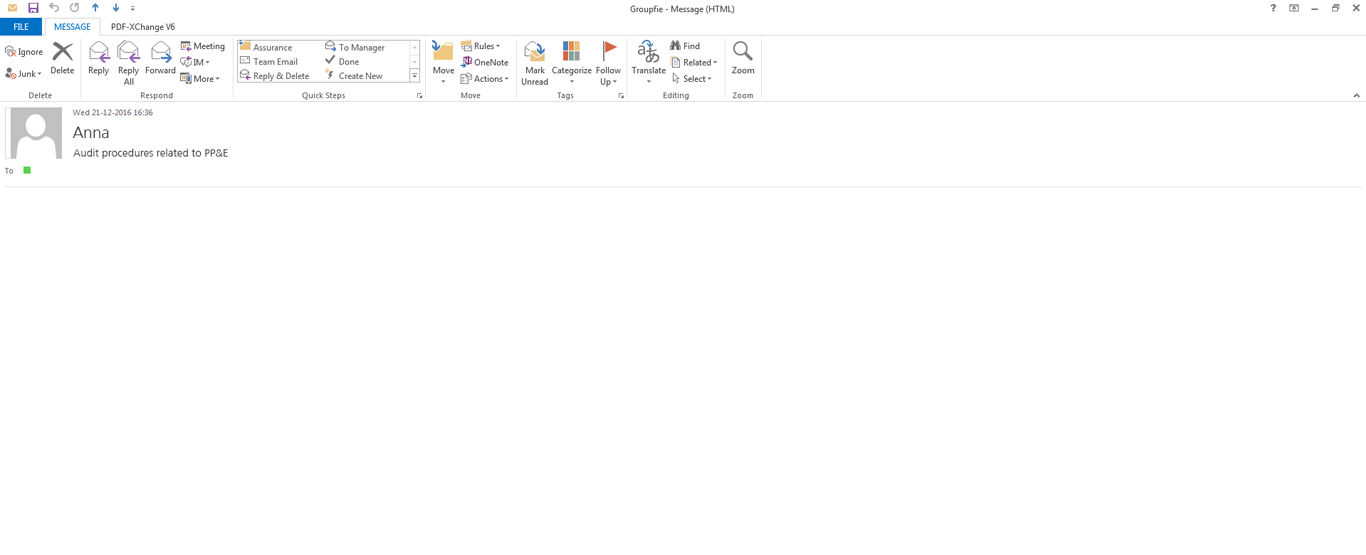 Groupfie - Message (HTML)
?
FILE MESSAGE PDF-XChange V6
Ignore
Junk
Delete
Delete
Reply
Reply All
Forward
Meeting
IM
More
Respond
Assurance
To Manager
Team Email
Done
Reply & Delete
Create New
Quick Steps
Move
Rules
OneNote
Actions
Move
Mark Unread
Categorize
Follow Up
Tags
Translate
Find
Related
Select
Editing
Zoom
Zoom
Wed 21-12-2016 16:36
Anna
Audit procedures related to PP&E
To